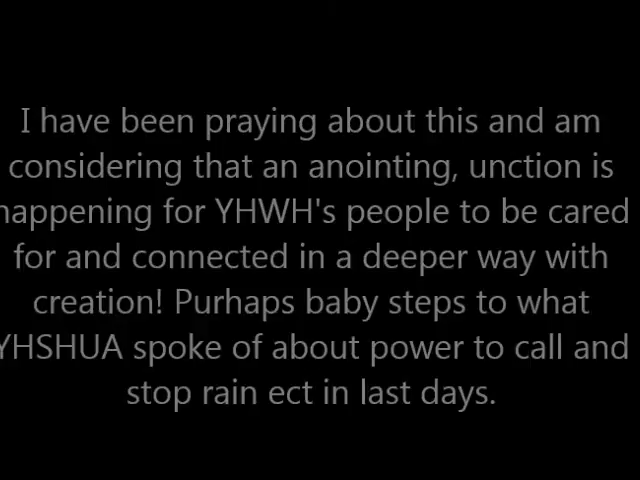 I have been praying about this and am
considering that an anointing, unction is
happening for YHWH's people to be cared
for and connected in a deeper way with
creation! Purhaps baby steps to what
YHSHUA spoke of about power to call and
stop rain ect in last days.